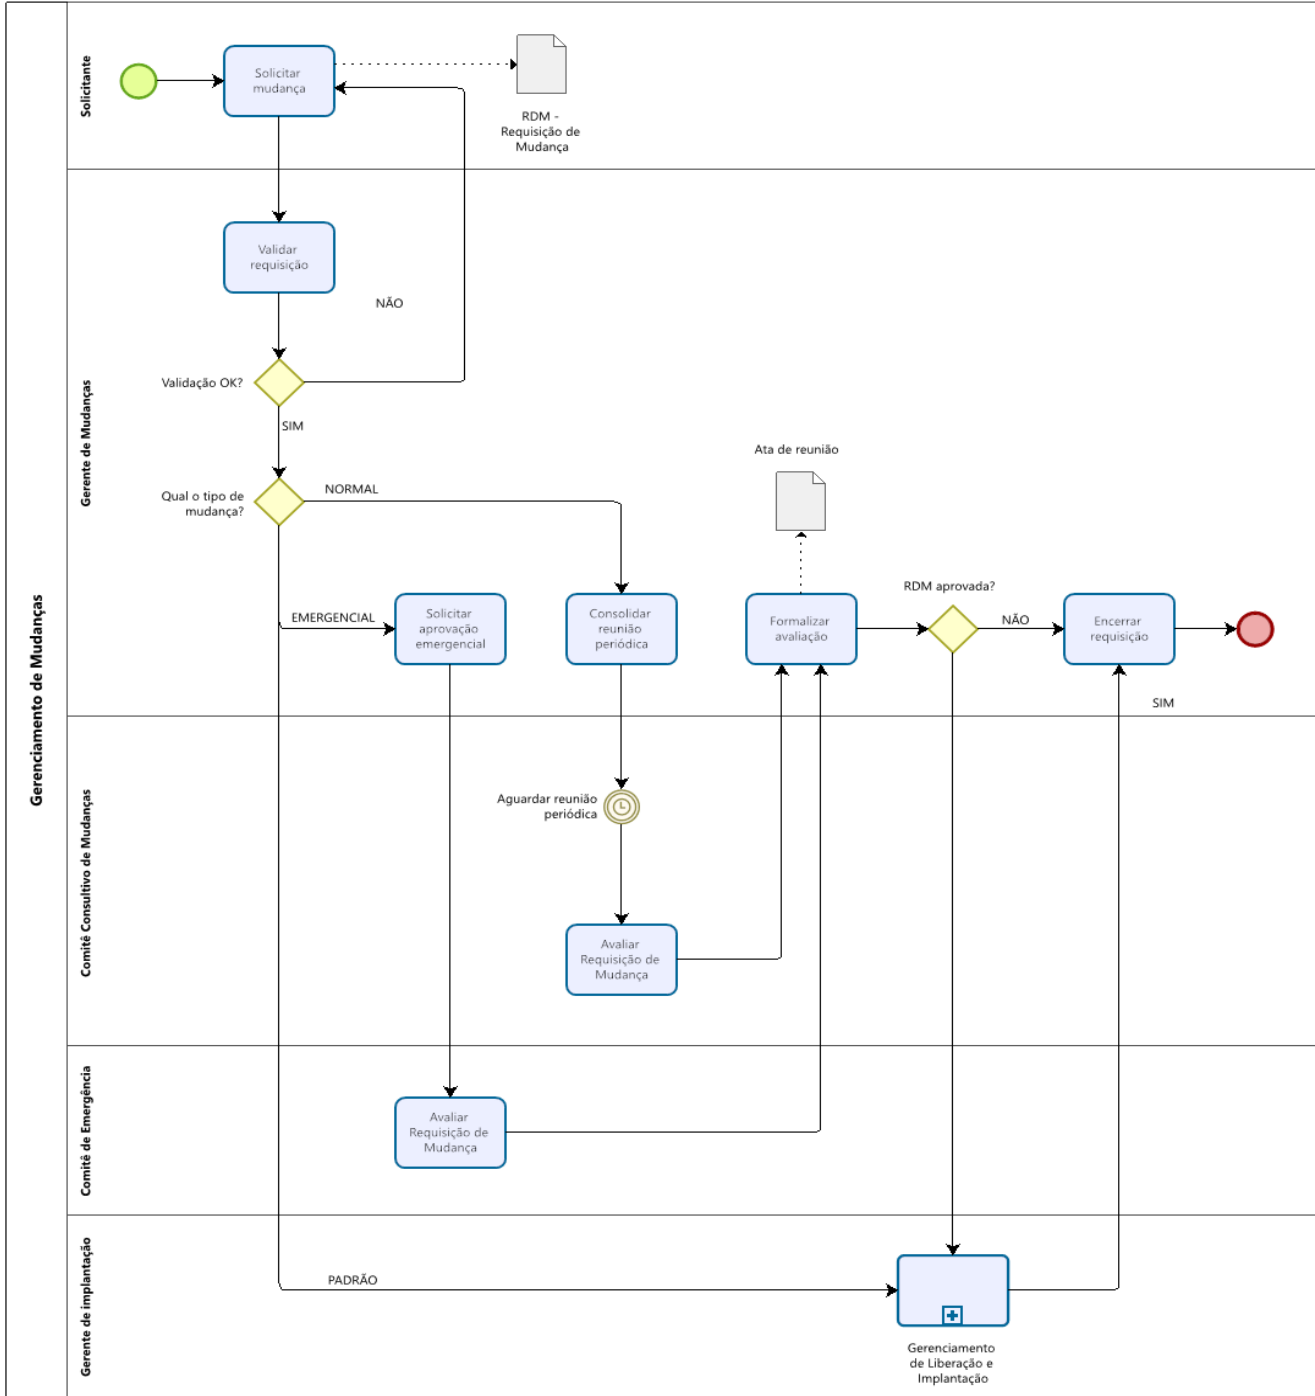 Gerenciamento de Mudanças
Solicitante
Solicitar
mudança
RDM -
Requisição de
Mudança
Gerente de Mudanças
Validar
requisição
NÃO
Validação OK?
SIM
Qual o tipo de
mudança?
NORMAL
EMERGENCIAL
Solicitar
aprovação
emergencial
Consolidar
reunião
periódica
Ata de reunião
Formalizar
avaliação
RDM aprovada?
NÃO
Encerrar
requisição
SIM
Comitê Consultivo de Mudanças
Aguardar reunião
periódica
Avaliar
Requisição de
Mudança
Comitê de Emergência
Avaliar
Requisição de
Mudança
Gerente de implantação
PADRÃO
Gerenciamento
de Liberação e
Implantação